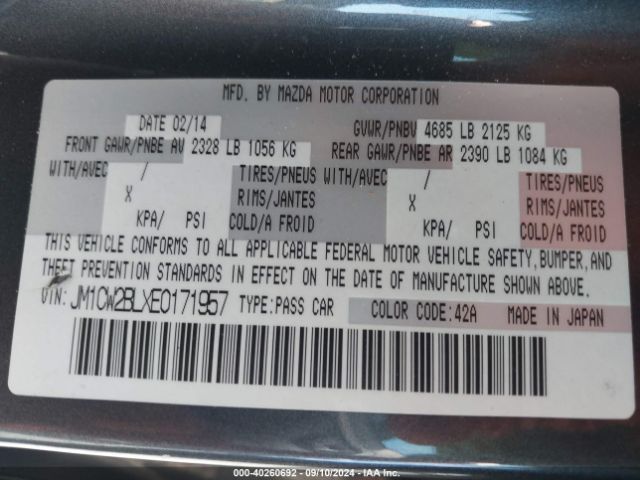 MFD. BY MAZDA MOTOR CORPORATION
DATE 02/14 GVWR/PNBV 4685 LB 2125 KG
FRONT GAWR/PNBE AV 2328 LB 1056 KG REAR GAWR/PNBE AR 2390 LB 1084 KG
WITH/AVEC / TIRES/PNEUS WITH/AVEC / TIRES/PNEUS
X RIMS/JANTES X RIMS/JANTES
KPA/ PSI COLD/A FROID KPA/ PSI COLD/A FROID
THIS VEHICLE CONFORMS TO ALL APPLICABLE FEDERAL MOTOR VEHICLE SAFETY,BUMPER,AND
THEFT PREVENTION STANDARDS IN EFFECT ON THE DATE OF MANUFACTURE SHOWN ABOVE.
VIN: JM1CW2BLXE0171957 TYPE:PASS CAR COLOR CODE:42A MADE IN JAPAN
000-40260692 - 09/10/2024 - IAA Inc.